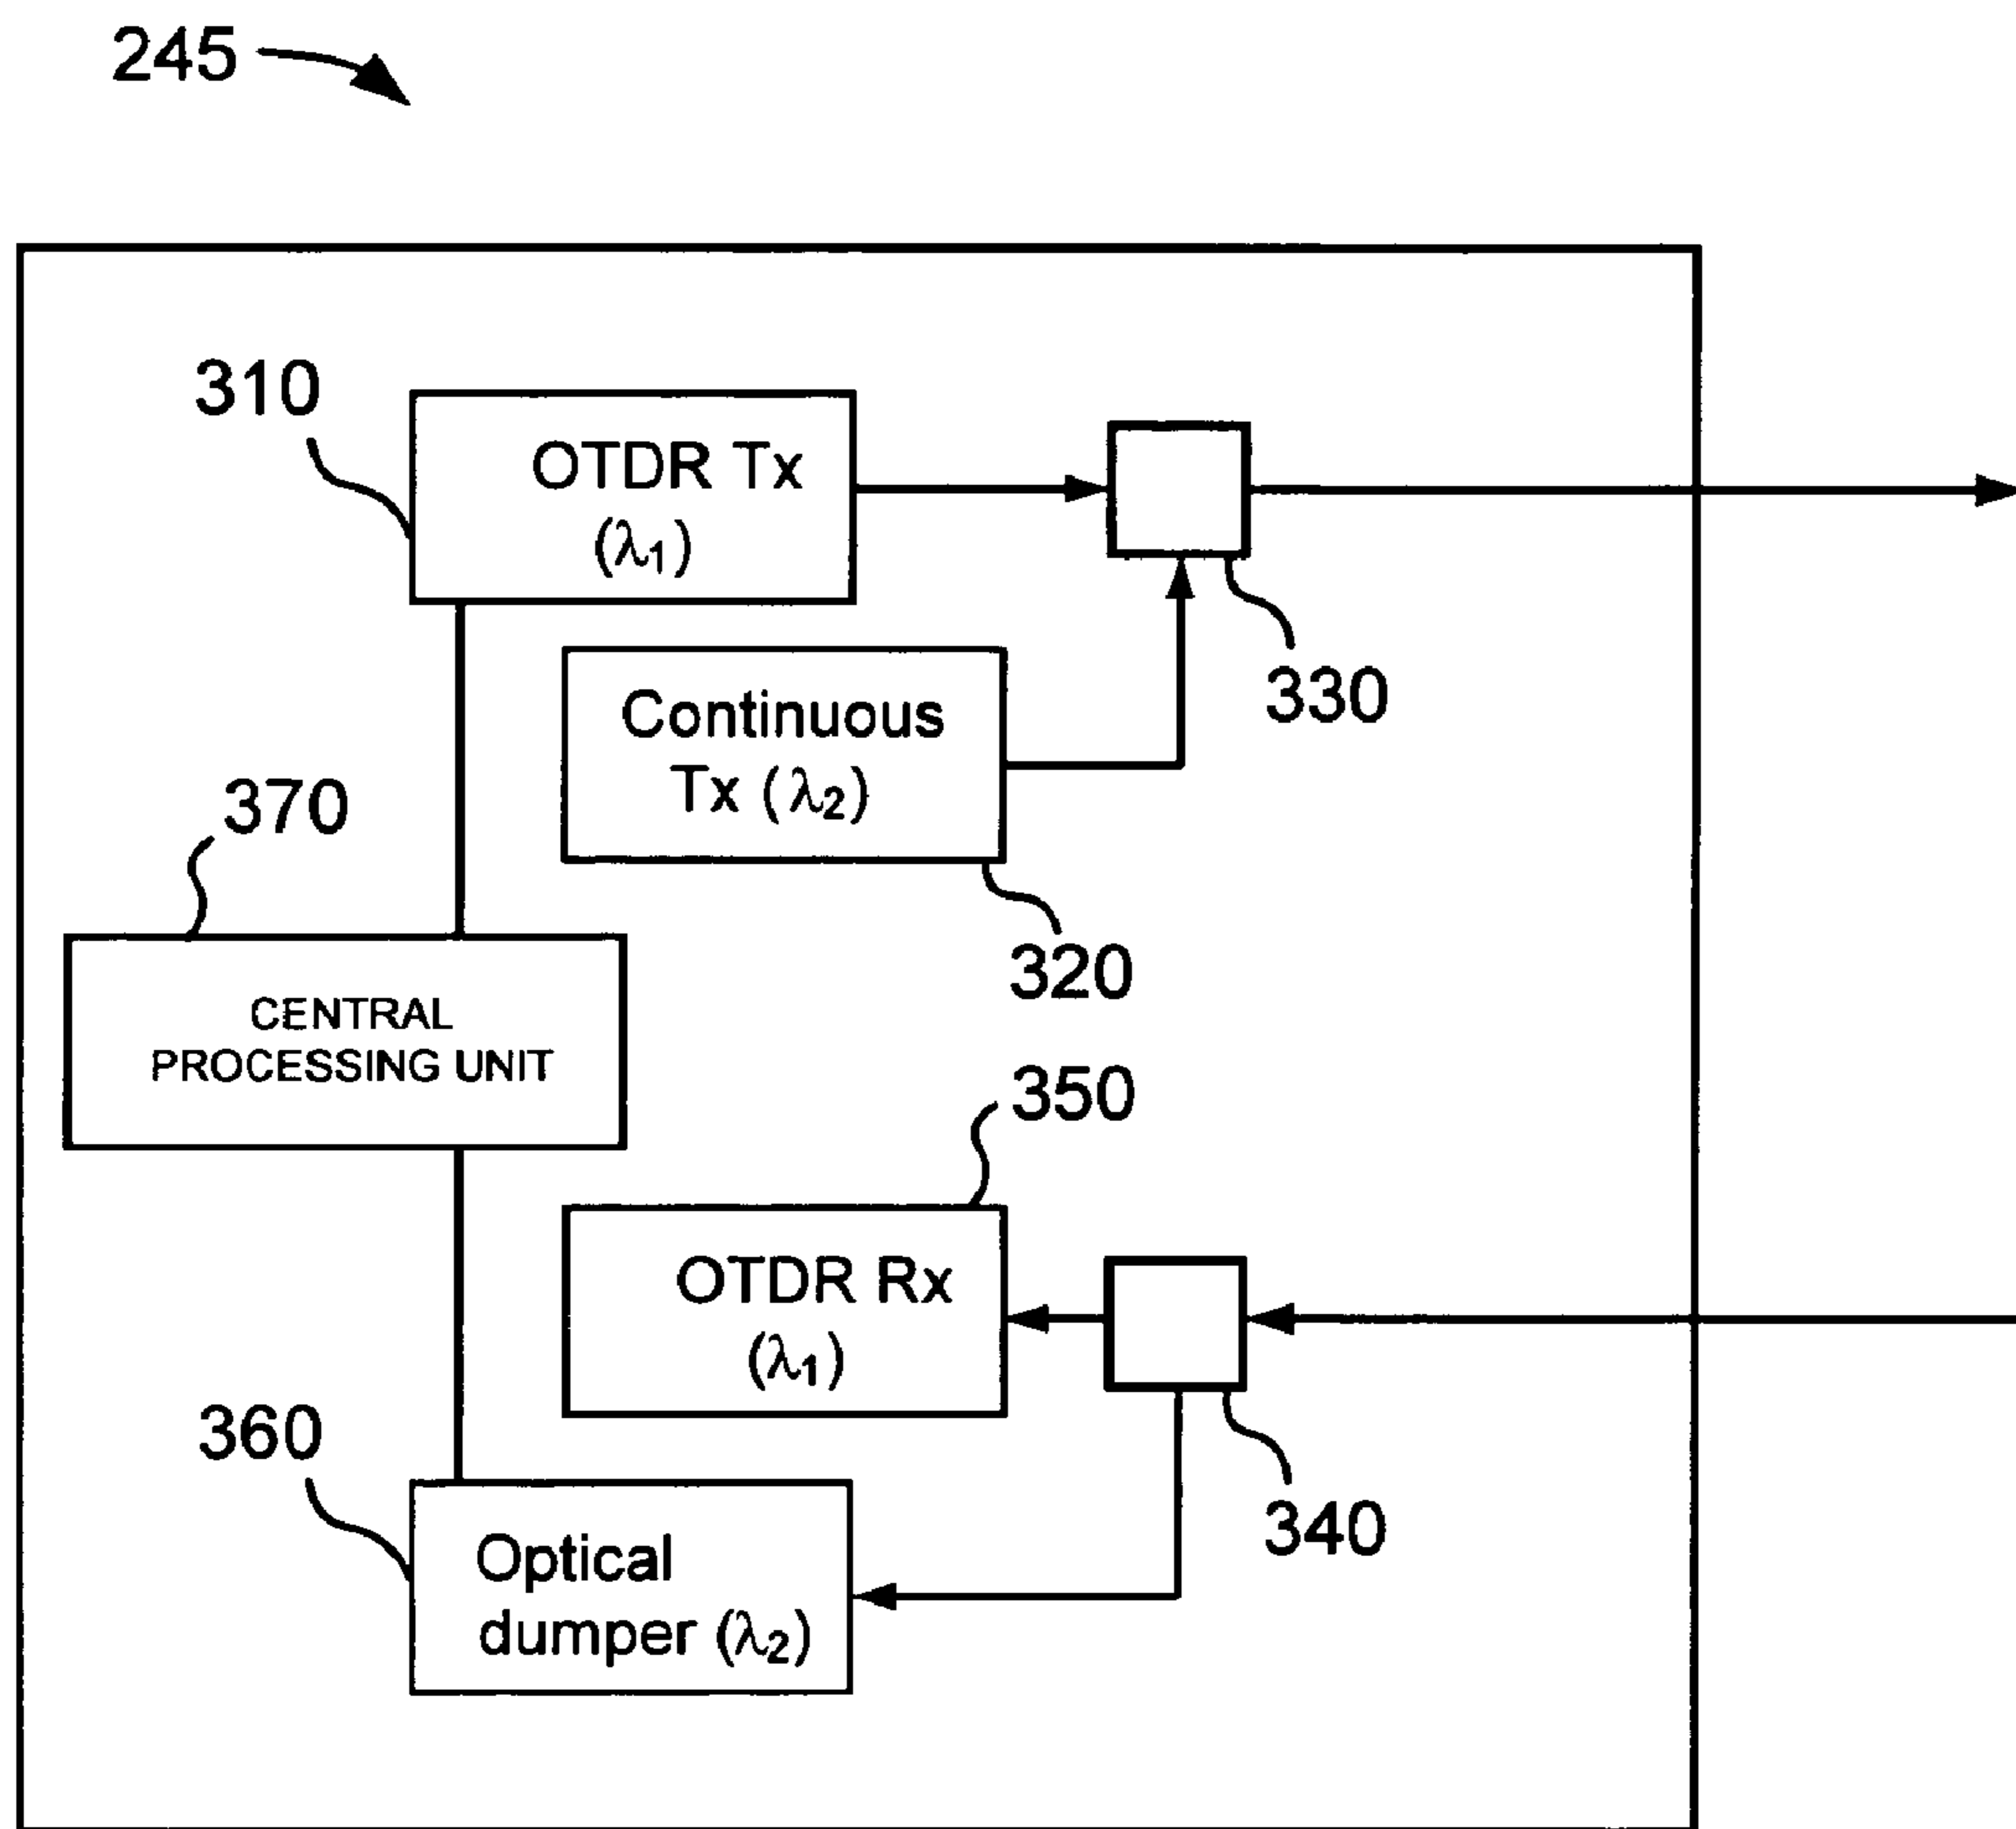 245
310
OTDR Tx
(λ₁)
330
Continuous
Tx (λ₂)
370
320
CENTRAL
PROCESSING UNIT
350
OTDR Rx
(λ₁)
360
340
Optical
dumper (λ₂)